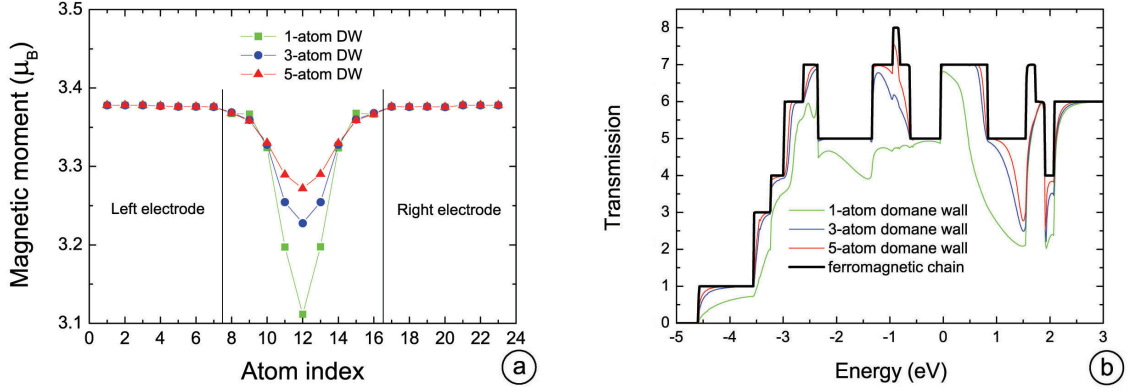 3.5
3.4
3.3
3.2
3.1
Magnetic moment (μB)
1-atom DW
3-atom DW
5-atom DW
Left electrode
Right electrode
0 2 4 6 8 10 12 14 16 18 20 22 24
Atom index
a
8
7
6
5
4
3
2
1
0
Transmission
1-atom domane wall
3-atom domane wall
5-atom domane wall
ferromagnetic chain
-5 -4 -3 -2 -1 0 1 2 3
Energy (eV)
b